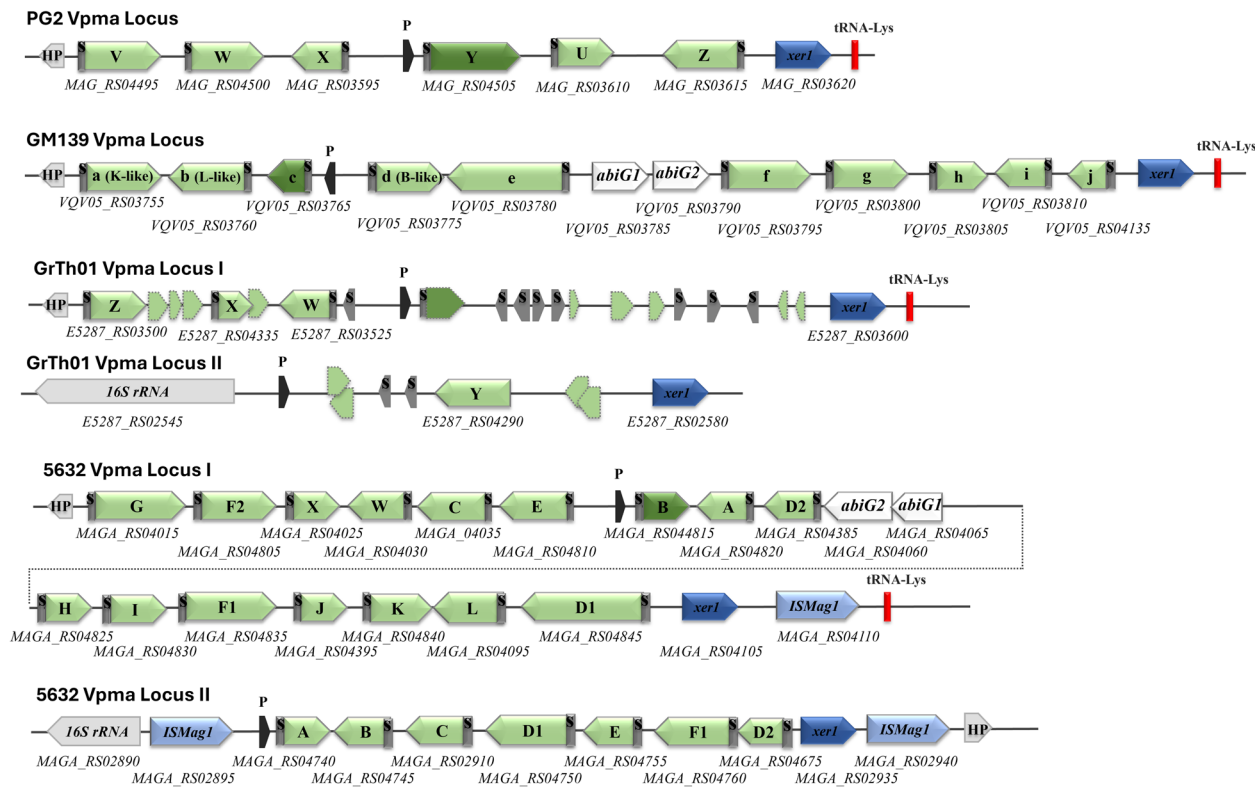 PG2 Vpma Locus
P
tRNA-Lys
HP S V S W X S S Y S U Z S xer1
MAG_RS04495 MAG_RS04500 MAG_RS03595 MAG_RS04505 MAG_RS03610 MAG_RS03615 MAG_RS03620
GM139 Vpma Locus
P
tRNA-Lys
HP S a (K-like) b (L-like) S c S S d (B-like) e S abiG1 abiG2 S f S g S h i S j S xer1
VQV05_RS03755 VQV05_RS03765 VQV05_RS03780 VQV05_RS03790 VQV05_RS03800 VQV05_RS03810
VQV05_RS03760 VQV05_RS03775 VQV05_RS03785 VQV05_RS03795 VQV05_RS03805 VQV05_RS04135
GrTh01 Vpma Locus I
P
tRNA-Lys
HP S Z S X W S S S S S S S S S S xer1
E5287_RS03500 E5287_RS04335 E5287_RS03525 E5287_RS03600
GrTh01 Vpma Locus II
P
16S rRNA S S Y xer1
E5287_RS02545 E5287_RS04290 E5287_RS02580
5632 Vpma Locus I
P
HP S G S F2 S X W S C S E S S B A S D2 S abiG2 abiG1
MAGA_RS04015 MAGA_RS04025 MAGA_04035 MAGA_RS044815 MAGA_RS04385 MAGA_RS04065
MAGA_RS04805 MAGA_RS04030 MAGA_RS04810 MAGA_RS04820 MAGA_RS04060
tRNA-Lys
S H S I S F1 S J S K L S D1 S xer1 ISMag1
MAGA_RS04825 MAGA_RS04835 MAGA_RS04840 MAGA_RS04845 MAGA_RS04110
MAGA_RS04830 MAGA_RS04395 MAGA_RS04095 MAGA_RS04105
5632 Vpma Locus II
P
16S rRNA ISMag1 S A B S C S D1 S E S F1 S D2 S xer1 ISMag1 HP
MAGA_RS02890 MAGA_RS04740 MAGA_RS02910 MAGA_RS04755 MAGA_RS04675 MAGA_RS02940
MAGA_RS02895 MAGA_RS04745 MAGA_RS04750 MAGA_RS04760 MAGA_RS02935